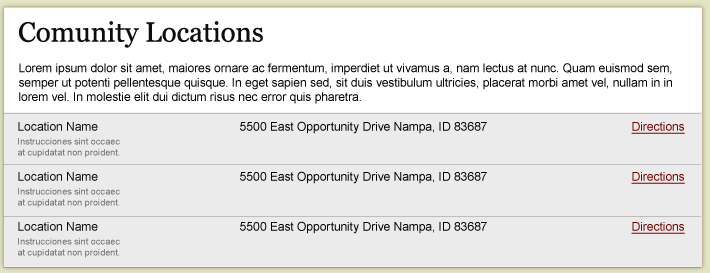 Comunity Locations
Lorem ipsum dolor sit amet, maiores ornare ac fermentum, imperdiet ut vivamus a, nam lectus at nunc. Quam euismod sem,
semper ut potenti pellentesque quisque. In eget sapien sed, sit duis vestibulum ultricies, placerat morbi amet vel, nullam in in
lorem vel. In molestie elit dui dictum risus nec error quis pharetra.
Location Name 5500 East Opportunity Drive Nampa, ID 83687 Directions
Instrucciones sint occaec
at cupidatat non proident.
Location Name 5500 East Opportunity Drive Nampa, ID 83687 Directions
Instrucciones sint occaec
at cupidatat non proident.
Location Name 5500 East Opportunity Drive Nampa, ID 83687 Directions
Instrucciones sint occaec
at cupidatat non proident.